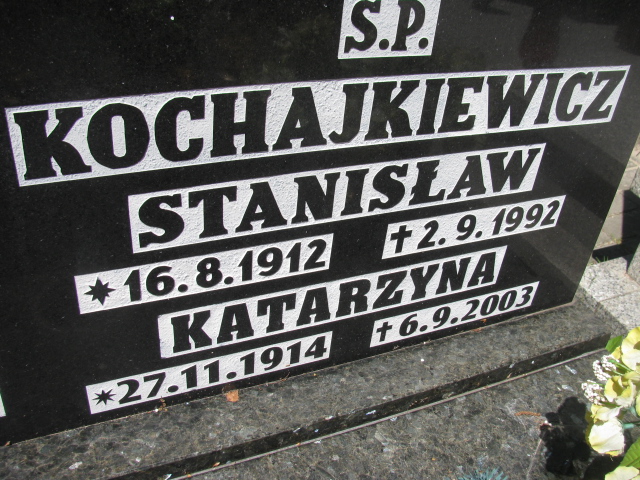 S.P.
KOCHAJKIEWICZ
STANISŁAW
*16.8.1912 †2.9.1992
KATARZYNA
*27.11.1914 †6.9.2003